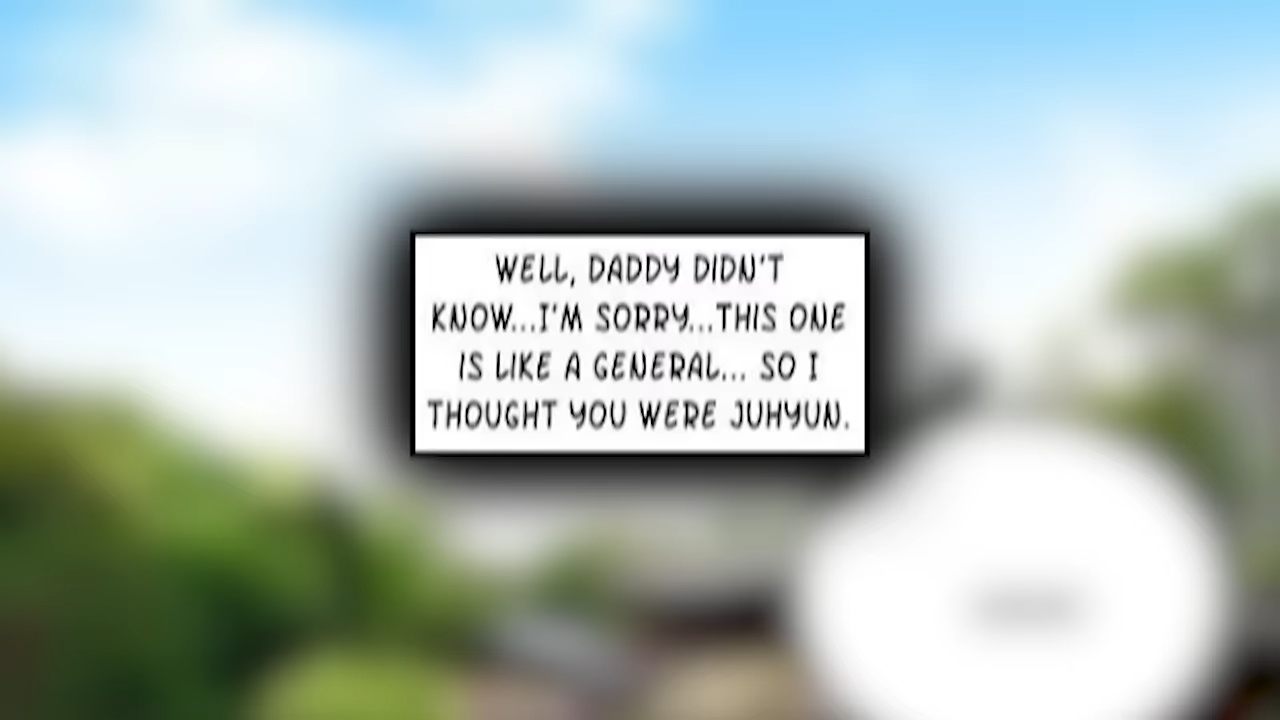 WELL, DADDY DIDN'T
KNOW...I'M SORRY...THIS ONE
IS LIKE A GENERAL... SO I
THOUGHT YOU WERE JUHYUN.